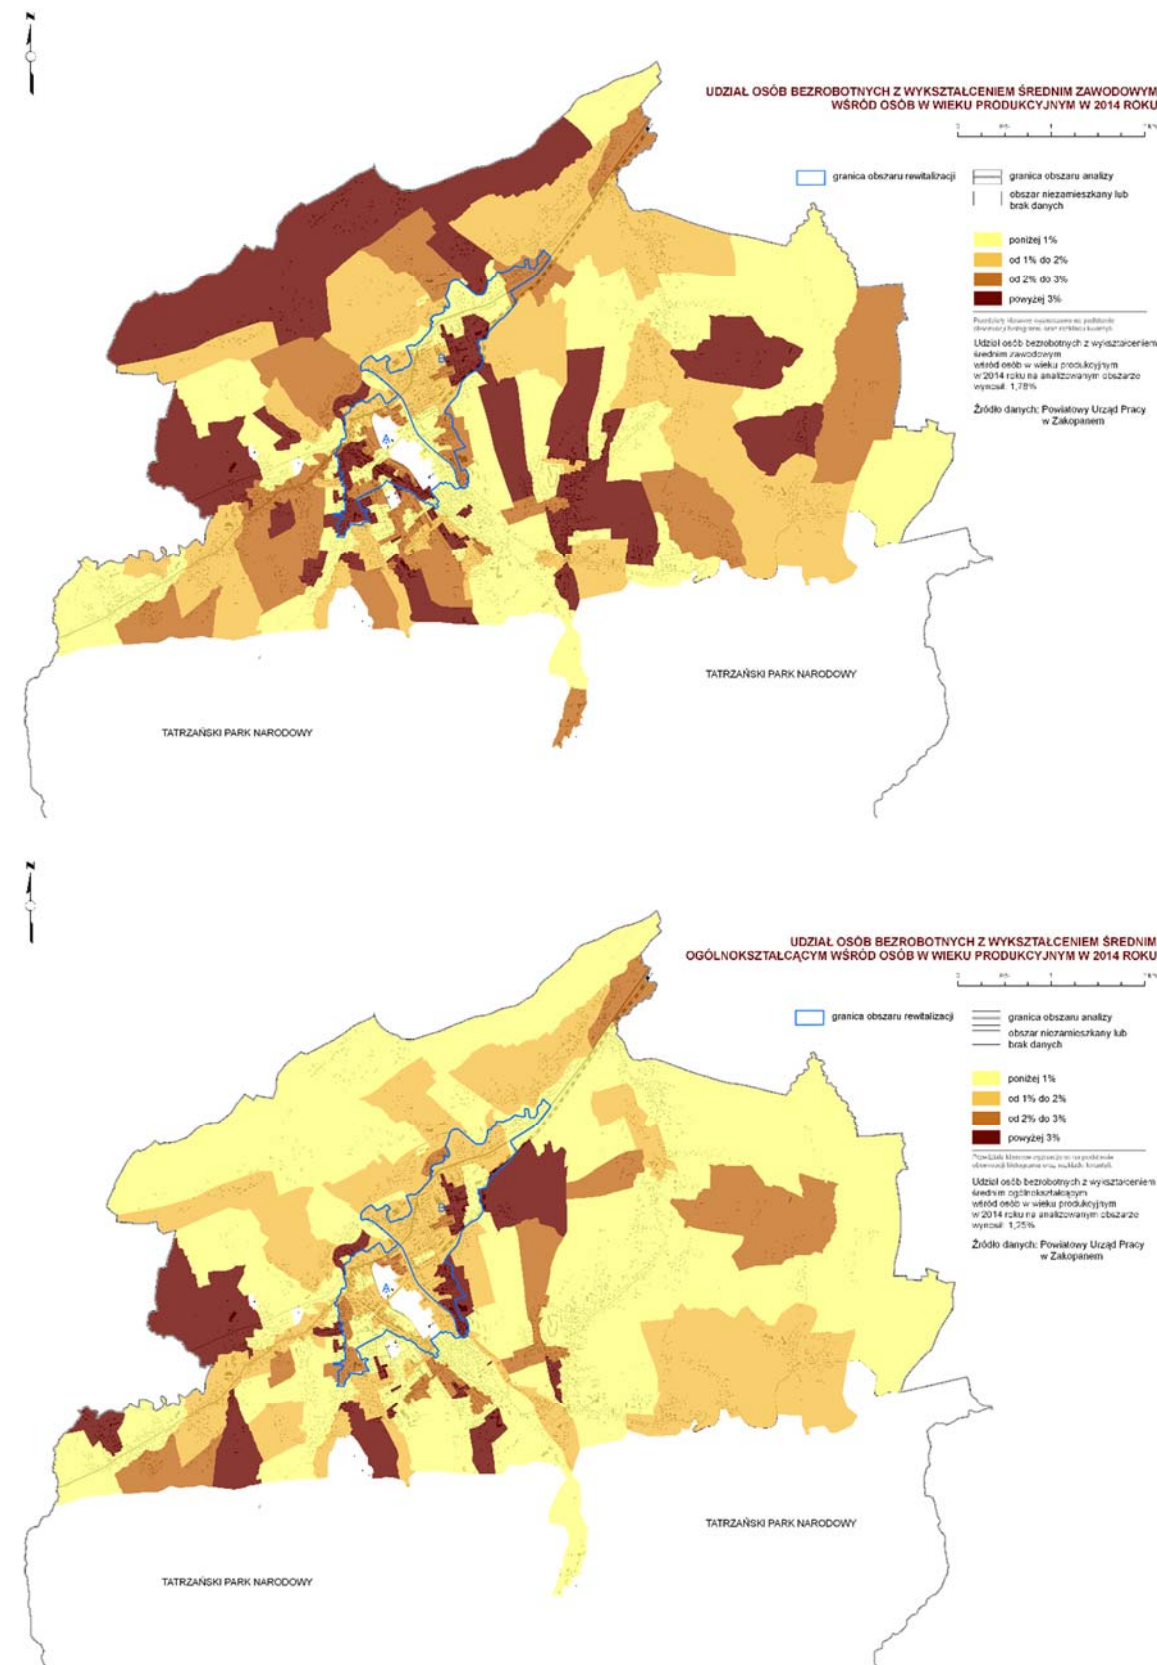 N
UDZIAŁ OSÓB BEZROBOTNYCH Z WYKSZTAŁCENIEM ŚREDNIM ZAWODOWYM
WŚRÓD OSÓB W WIEKU PRODUKCYJNYM W 2014 ROKU
granica obszaru rewitalizacji
granica obszaru analizy
obszar niezamieszkany lub
brak danych
poniżej 1%
od 1% do 2%
od 2% do 3%
powyżej 3%
Udział osób bezrobotnych z wykształceniem
średnim zawodowym
wśród osób w wieku produkcyjnym
w 2014 roku na analizowanym obszarze
wynosił: 1,78%
Źródło danych: Powiatowy Urząd Pracy
w Zakopanem
TATRZAŃSKI PARK NARODOWY
TATRZAŃSKI PARK NARODOWY
N
UDZIAŁ OSÓB BEZROBOTNYCH Z WYKSZTAŁCENIEM ŚREDNIM
OGÓLNOKSZTAŁCĄCYM WŚRÓD OSÓB W WIEKU PRODUKCYJNYM W 2014 ROKU
granica obszaru rewitalizacji
granica obszaru analizy
obszar niezamieszkany lub
brak danych
poniżej 1%
od 1% do 2%
od 2% do 3%
powyżej 3%
Udział osób bezrobotnych z wykształceniem
średnim ogólnokształcącym
wśród osób w wieku produkcyjnym
w 2014 roku na analizowanym obszarze
wynosił: 1,25%
Źródło danych: Powiatowy Urząd Pracy
w Zakopanem
TATRZAŃSKI PARK NARODOWY
TATRZAŃSKI PARK NARODOWY